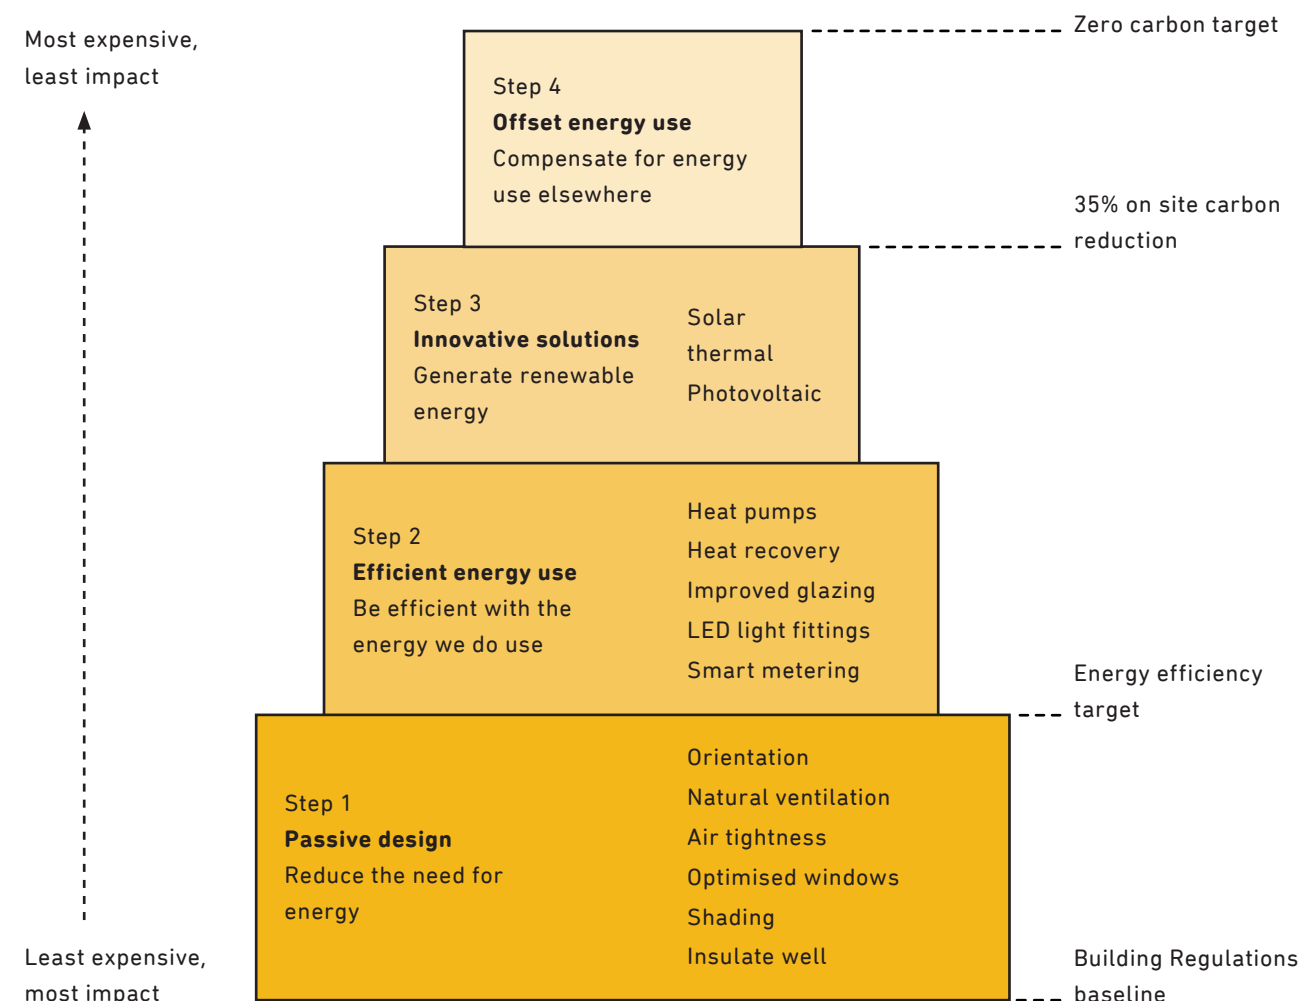 Most expensive,
least impact
Zero carbon target
Step 4
Offset energy use
Compensate for energy
use elsewhere
35% on site carbon
reduction
Step 3
Innovative solutions
Generate renewable
energy
Solar
thermal
Photovoltaic
Step 2
Efficient energy use
Be efficient with the
energy we do use
Heat pumps
Heat recovery
Improved glazing
LED light fittings
Smart metering
Energy efficiency
target
Step 1
Passive design
Reduce the need for
energy
Orientation
Natural ventilation
Air tightness
Optimised windows
Shading
Insulate well
Least expensive,
most impact
Building Regulations
baseline